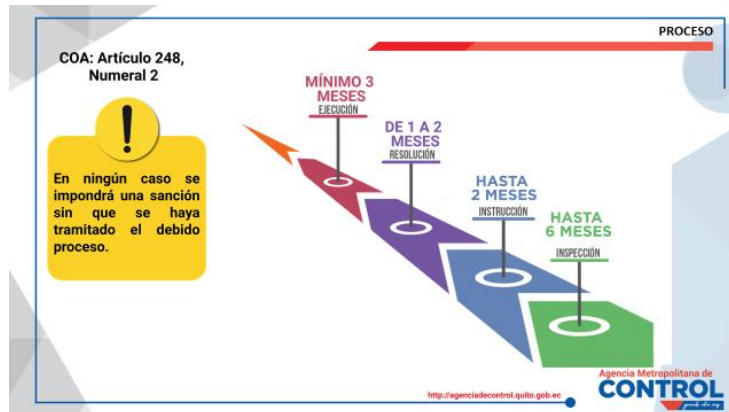 PROCESO
COA: Artículo 248,
Numeral 2
En ningún caso se
impondrá una sanción
sin que se haya
tramitado el debido
proceso.
MÍNIMO 3
MESES
EJECUCIÓN
DE 1 A 2
MESES
RESOLUCIÓN
HASTA
2 MESES
INSTRUCCIÓN
HASTA
6 MESES
INSPECCIÓN
http://agenciadecontrol.quito.gob.ec
Agencia Metropolitana de
CONTROL